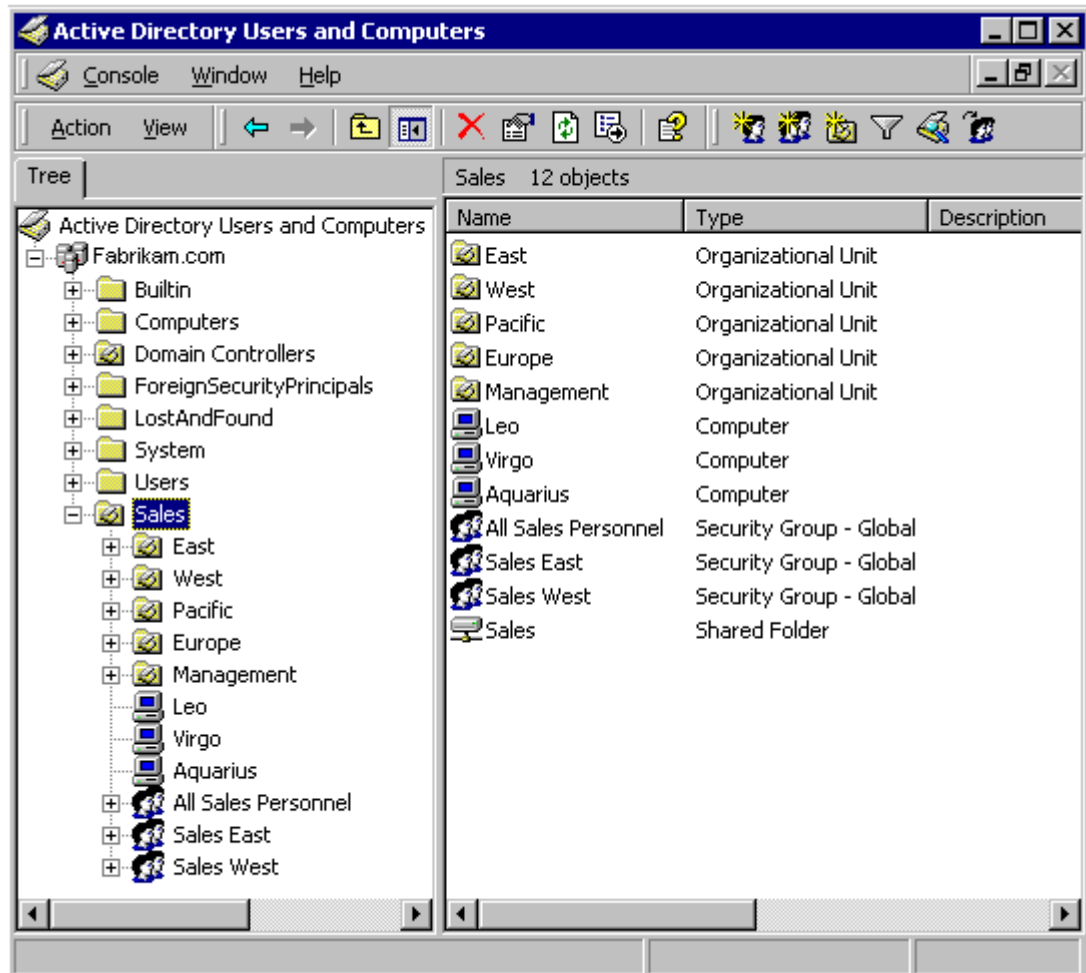 Active Directory Users and Computers
Console Window Help
Action View
Tree
Sales 12 objects
Active Directory Users and Computers
Fabrikam.com
Builtin
Computers
Domain Controllers
ForeignSecurityPrincipals
LostAndFound
System
Users
Sales
East
West
Pacific
Europe
Management
Leo
Virgo
Aquarius
All Sales Personnel
Sales East
Sales West
Name Type Description
East Organizational Unit
West Organizational Unit
Pacific Organizational Unit
Europe Organizational Unit
Management Organizational Unit
Leo Computer
Virgo Computer
Aquarius Computer
All Sales Personnel Security Group - Global
Sales East Security Group - Global
Sales West Security Group - Global
Sales Shared Folder